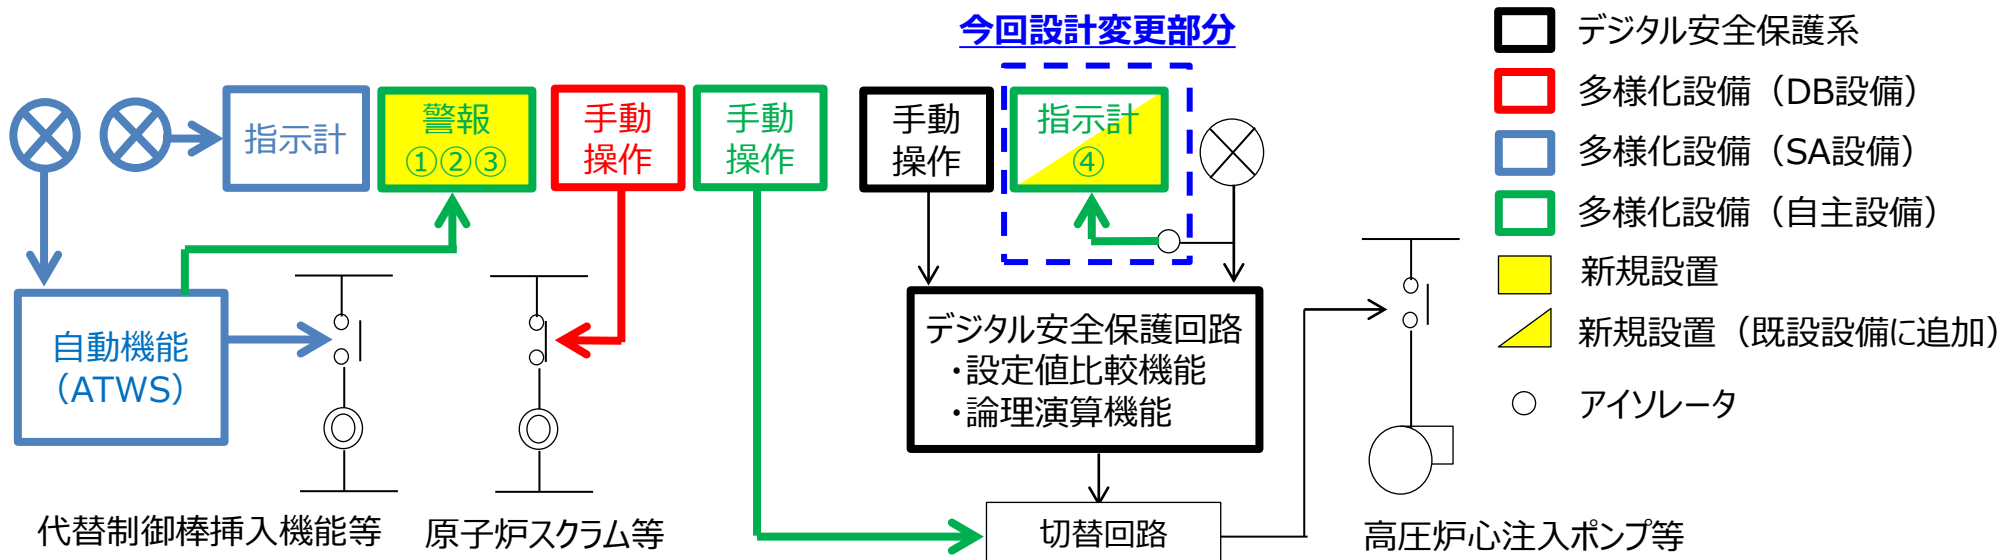 今回設計変更部分
指示計
警報
①②③
手動
操作
手動
操作
手動
操作
指示計
④
自動機能
(ATWS)
デジタル安全保護回路
・設定値比較機能
・論理演算機能
切替回路
代替制御棒挿入機能等
原子炉スクラム等
高圧炉心注入ポンプ等
デジタル安全保護系
多様化設備（DB設備）
多様化設備（SA設備）
多様化設備（自主設備）
新規設置
新規設置（既設設備に追加）
アイソレータ